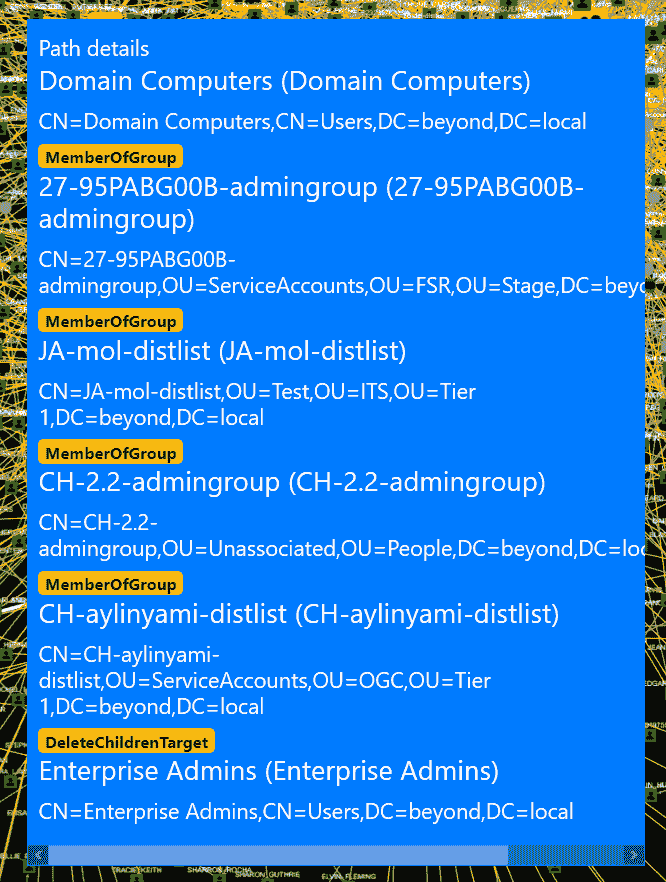 Path details
Domain Computers (Domain Computers)
CN=Domain Computers,CN=Users,DC=beyond,DC=local
MemberOfGroup
27-95PABG00B-admingroup (27-95PABG00B-
admingroup)
CN=27-95PABG00B-
admingroup,OU=ServiceAccounts,OU=FSR,OU=Stage,DC=beyo
MemberOfGroup
JA-mol-distlist (JA-mol-distlist)
CN=JA-mol-distlist,OU=Test,OU=ITS,OU=Tier
1,DC=beyond,DC=local
MemberOfGroup
CH-2.2-admingroup (CH-2.2-admingroup)
CN=CH-2.2-
admingroup,OU=Unassociated,OU=People,DC=beyond,DC=loc
MemberOfGroup
CH-aylinyami-distlist (CH-aylinyami-distlist)
CN=CH-aylinyami-
distlist,OU=ServiceAccounts,OU=OGC,OU=Tier
1,DC=beyond,DC=local
DeleteChildrenTarget
Enterprise Admins (Enterprise Admins)
CN=Enterprise Admins,CN=Users,DC=beyond,DC=local
KEITH
SHARRON_ROCHA
SHARON_GUTHRIE
ELVIN_FLEMING